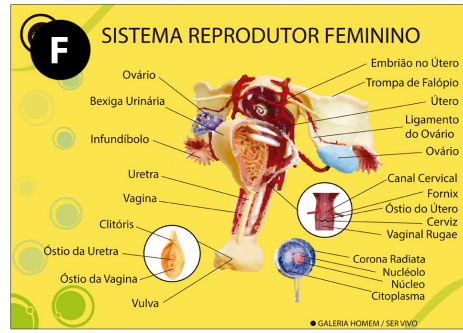 F
SISTEMA REPRODUTOR FEMININO
Ovário
Bexiga Urinária
Infundíbolo
Uretra
Vagina
Clitóris
Óstio da Uretra
Óstio da Vagina
Vulva
Embrião no Útero
Trompa de Falópio
Útero
Ligamento
do Ovário
Ovário
Canal Cervical
Fornix
Óstio do Útero
Cerviz
Vaginal Rugae
Corona Radiata
Nucléolo
Núcleo
Citoplasma
● GALERIA HOMEM / SER VIVO